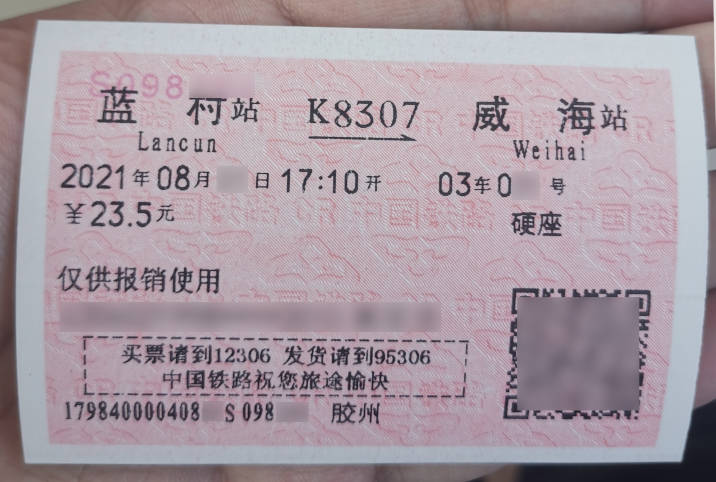 S098
蓝 村站 K8307 威 海站
Lancun Weihai
2021年08月 日17:10开 03车0 号
￥23.5元 硬座
仅供报销使用
买票请到12306 发货请到95306
中国铁路祝您旅途愉快
179840000408 S098 胶州